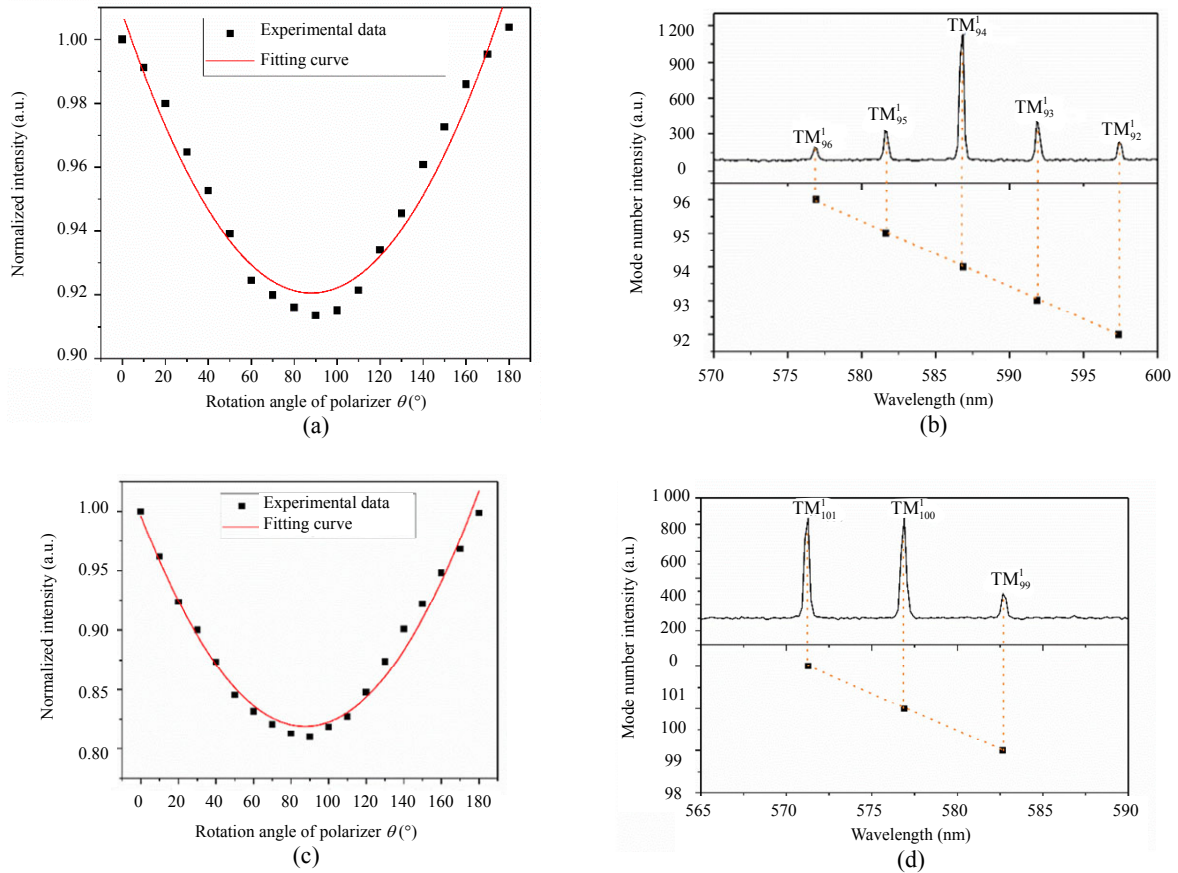 Normalized intensity (a.u.)
1.00
0.98
0.96
0.94
0.92
0.90
Experimental data
Fitting curve
0 20 40 60 80 100 120 140 160 180
Rotation angle of polarizer θ (°)
(a)
Mode number intensity (a.u.)
1 200
900
600
300
0
96
95
94
93
92
TM¹₉₆
TM¹₉₅
TM¹₉₄
TM¹₉₃
TM¹₉₂
570 575 580 585 590 595 600
Wavelength (nm)
(b)
Normalized intensity (a.u.)
1.00
0.95
0.90
0.85
0.80
Experimental data
Fitting curve
0 20 40 60 80 100 120 140 160 180
Rotation angle of polarizer θ (°)
(c)
Mode number intensity (a.u.)
1 000
800
600
400
200
0
101
100
99
98
TM¹₁₀₁
TM¹₁₀₀
TM¹₉₉
565 570 575 580 585 590
Wavelength (nm)
(d)